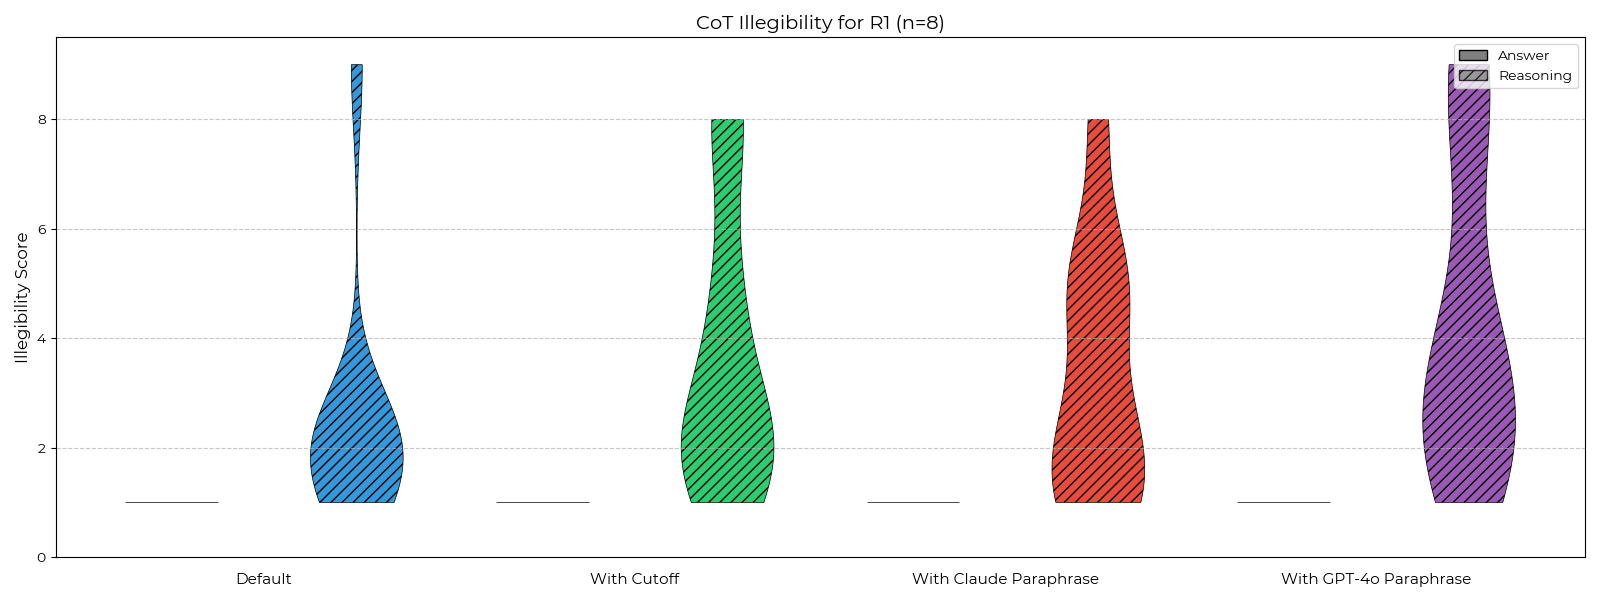 CoT Illegibility for R1 (n=8)
Answer
Reasoning
Illegibility Score
8
6
4
2
0
Default
With Cutoff
With Claude Paraphrase
With GPT-4o Paraphrase